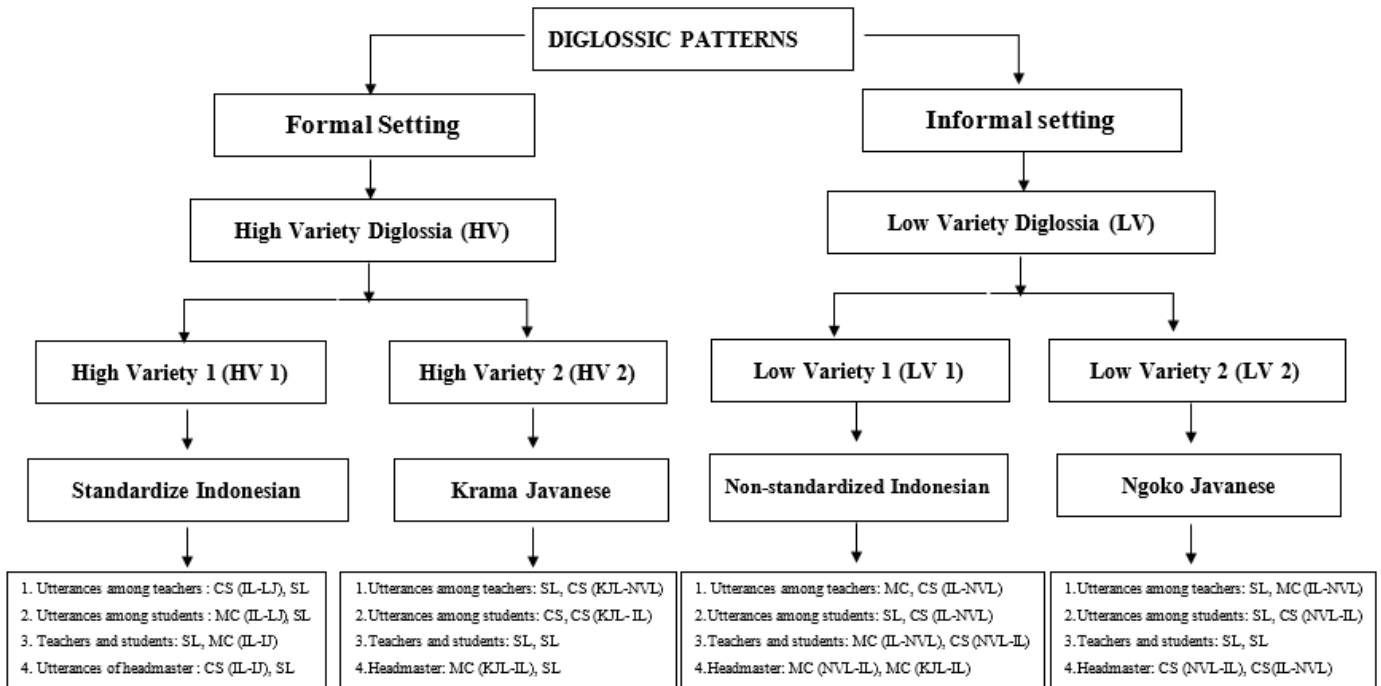 DIGLOSSIC PATTERNS
Formal Setting
Informal setting
High Variety Diglossia (HV)
Low Variety Diglossia (LV)
High Variety 1 (HV 1)
High Variety 2 (HV 2)
Low Variety 1 (LV 1)
Low Variety 2 (LV 2)
Standardize Indonesian
Krama Javanese
Non-standardized Indonesian
Ngoko Javanese
1. Utterances among teachers : CS (IL-LJ), SL
2. Utterances among students : MC (IL-LJ), SL
3. Teachers and students : SL, MC (IL-IJ)
4. Utterances of headmaster : CS (IL-IJ), SL
1.Utterances among teachers: SL, CS (KJL-NVL)
2.Utterances among students: CS, CS (KJL- IL)
3.Teachers and students: SL, SL
4.Headmaster: MC (KJL-IL), SL
1.Utterances among teachers: MC, CS (IL-NVL)
2.Utterances among students: SL, CS (IL-NVL)
3.Teachers and students: MC (IL-NVL), CS (NVL-IL)
4.Headmaster: MC (NVL-IL), MC (KJL-IL)
1.Utterances among teachers: SL, MC (IL-NVL)
2.Utterances among students: SL, CS (NVL-IL)
3.Teachers and students: SL, SL
4.Headmaster: CS (NVL-IL), CS(IL-NVL)